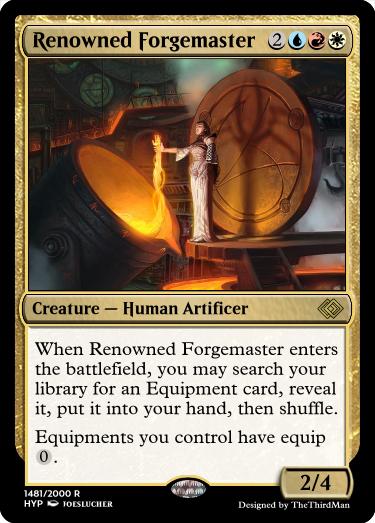 Renowned Forgemaster 2
Creature — Human Artificer
When Renowned Forgemaster enters
the battlefield, you may search your
library for an Equipment card, reveal
it, put it into your hand, then shuffle.
Equipments you control have equip
0 .
2/4
1481/2000 R
HYP JOESLUCHER
Designed by TheThirdMan